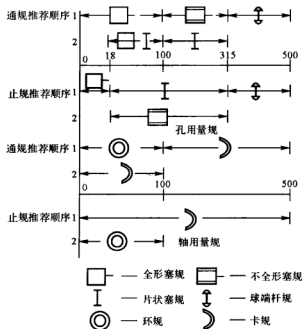 通规推荐顺序 1
2
0 18 100 315 500
止规推荐顺序 1
2
孔用量规
通规推荐顺序 1
2
0 100 500
止规推荐顺序 1
2
轴用量规
全形塞规
不全形塞规
片状塞规
球端杆规
环规
卡规